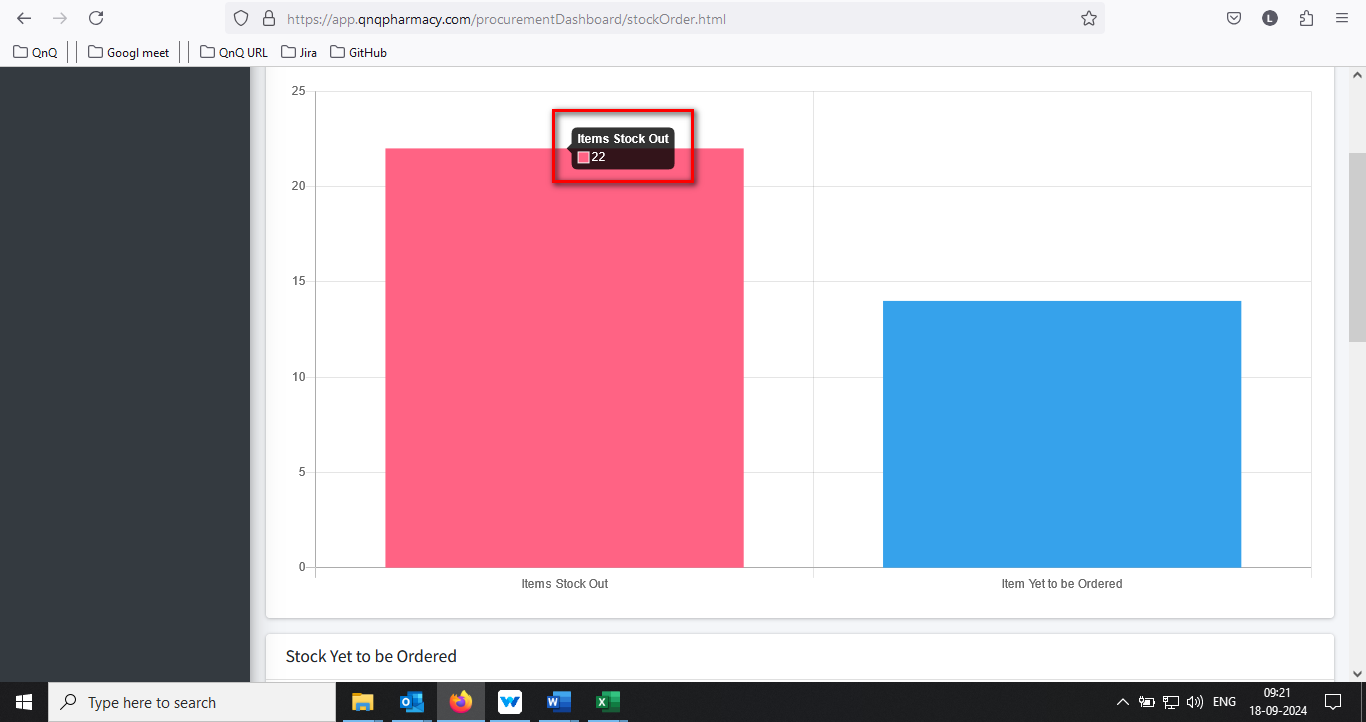 https://app.qnqpharmacy.com/procurementDashboard/stockOrder.html
L
QnQ
Googl meet
QnQ URL
Jira
GitHub
25
20
15
10
5
0
Items Stock Out
22
Items Stock Out
Item Yet to be Ordered
Stock Yet to be Ordered
Type here to search
ENG
09:21
18-09-2024